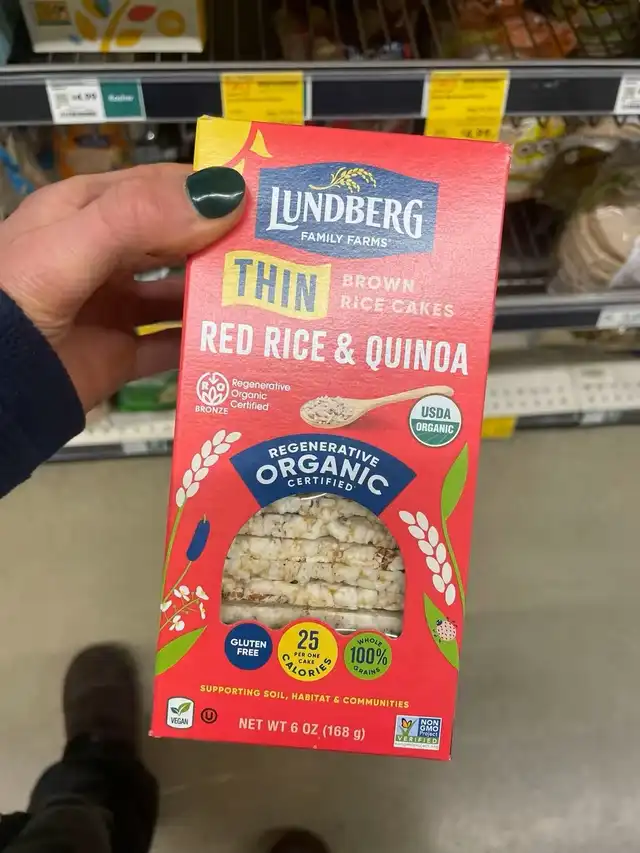 LUNDBERG
FAMILY FARMS
THIN
BROWN
RICE CAKES
RED RICE & QUINOA
RO
BRONZE
Regenerative
Organic
Certified
USDA
ORGANIC
REGENERATIVE
ORGANIC
CERTIFIED
GLUTEN
FREE
25
PER ONE
CAKE
CALORIES
WHOLE
100%
GRAINS
SUPPORTING SOIL, HABITAT & COMMUNITIES
VEGAN
U
NET WT 6 OZ (168 g)
NON
GMO
Project
VERIFIED